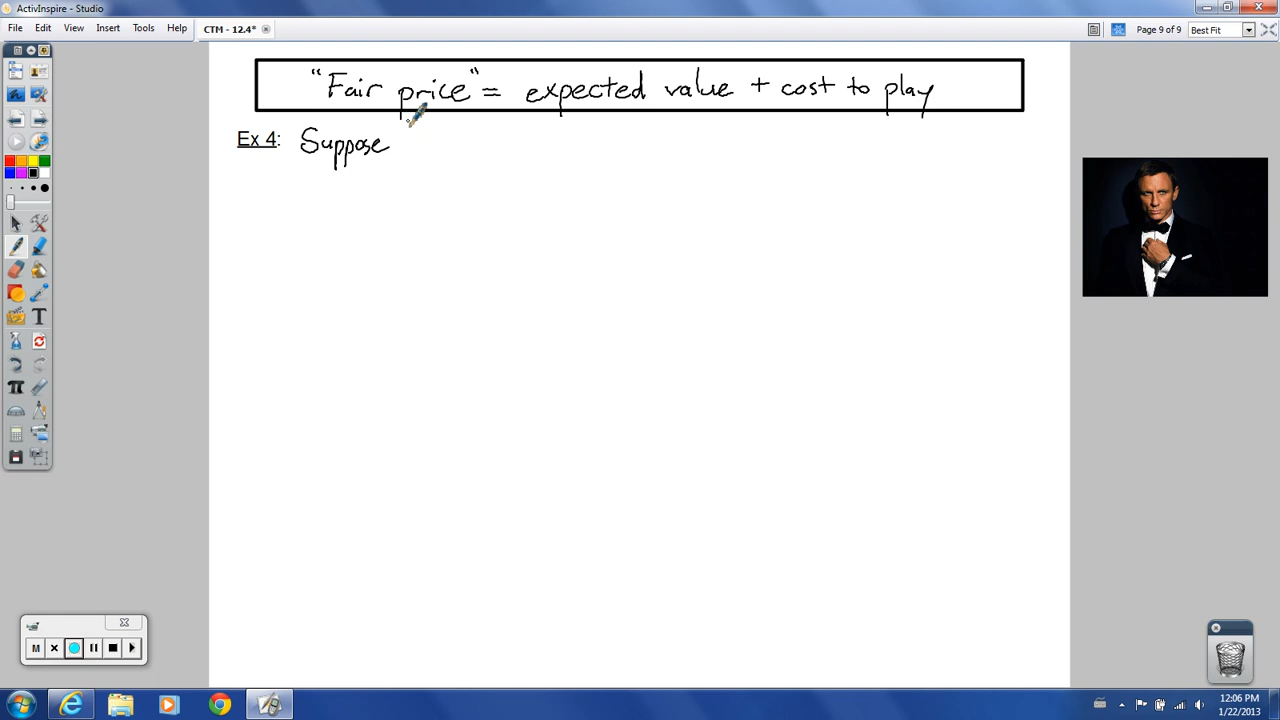 ActivInspire - Studio
File Edit View Insert Tools Help
CTM - 12.4*
Page 9 of 9
Best Fit
"Fair price" = expected value + cost to play
Ex 4: Suppose
M
12:06 PM
1/22/2013